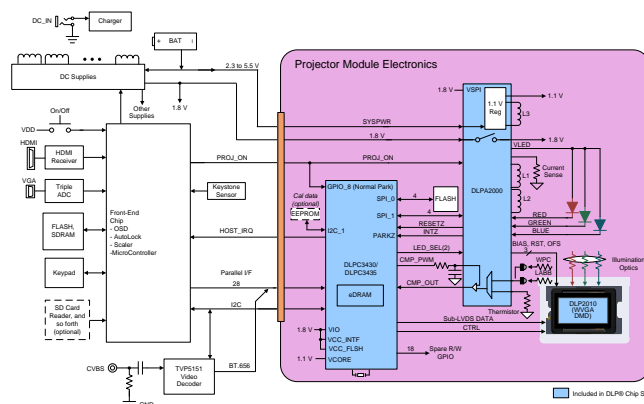 DC_IN
Charger
BAT
DC Supplies
2.3 to 5.5 V
Other
Supplies
1.8 V
On/Off
VDD
HDMI
HDMI
Receiver
VGA
Triple
ADC
FLASH,
SDRAM
Keypad
SD Card
Reader, and
so forth
(optional)
CVBS
Front-End
Chip
- OSD
- AutoLock
- Scaler
-MicroController
Keystone
Sensor
PROJ_ON
HOST_IRQ
Parallel I/F
28
I2C
TVP5151
Video
Decoder
BT.656
Projector Module Electronics
SYSPWR
1.8 V
PROJ_ON
Cal data
(optional)
EEPROM
GPIO_8 (Normal Park)
SPI_0
4
FLASH
SPI_1
4
I2C_1
RESETZ
PARKZ
INTZ
DLPC3430/
DLPC3435
LED_SEL(2)
CMP_PWM
eDRAM
CMP_OUT
VIO
1.8 V
VCC_INTF
VCC_FLSH
1.1 V
VCORE
18
Spare R/W
GPIO
Sub-LVDS DATA
CTRL
1.8 V
VSPI
1.1 V
Reg
1.1 V
L3
1.8 V
VLED
DLPA2000
Current
Sense
L1
L2
RED
GREEN
BLUE
BIAS, RST, OFS
3
WPC
LABB
Thermistor
Illumination
Optics
DLP2010
(WVGA
DMD)
Included in DLP® Chip S